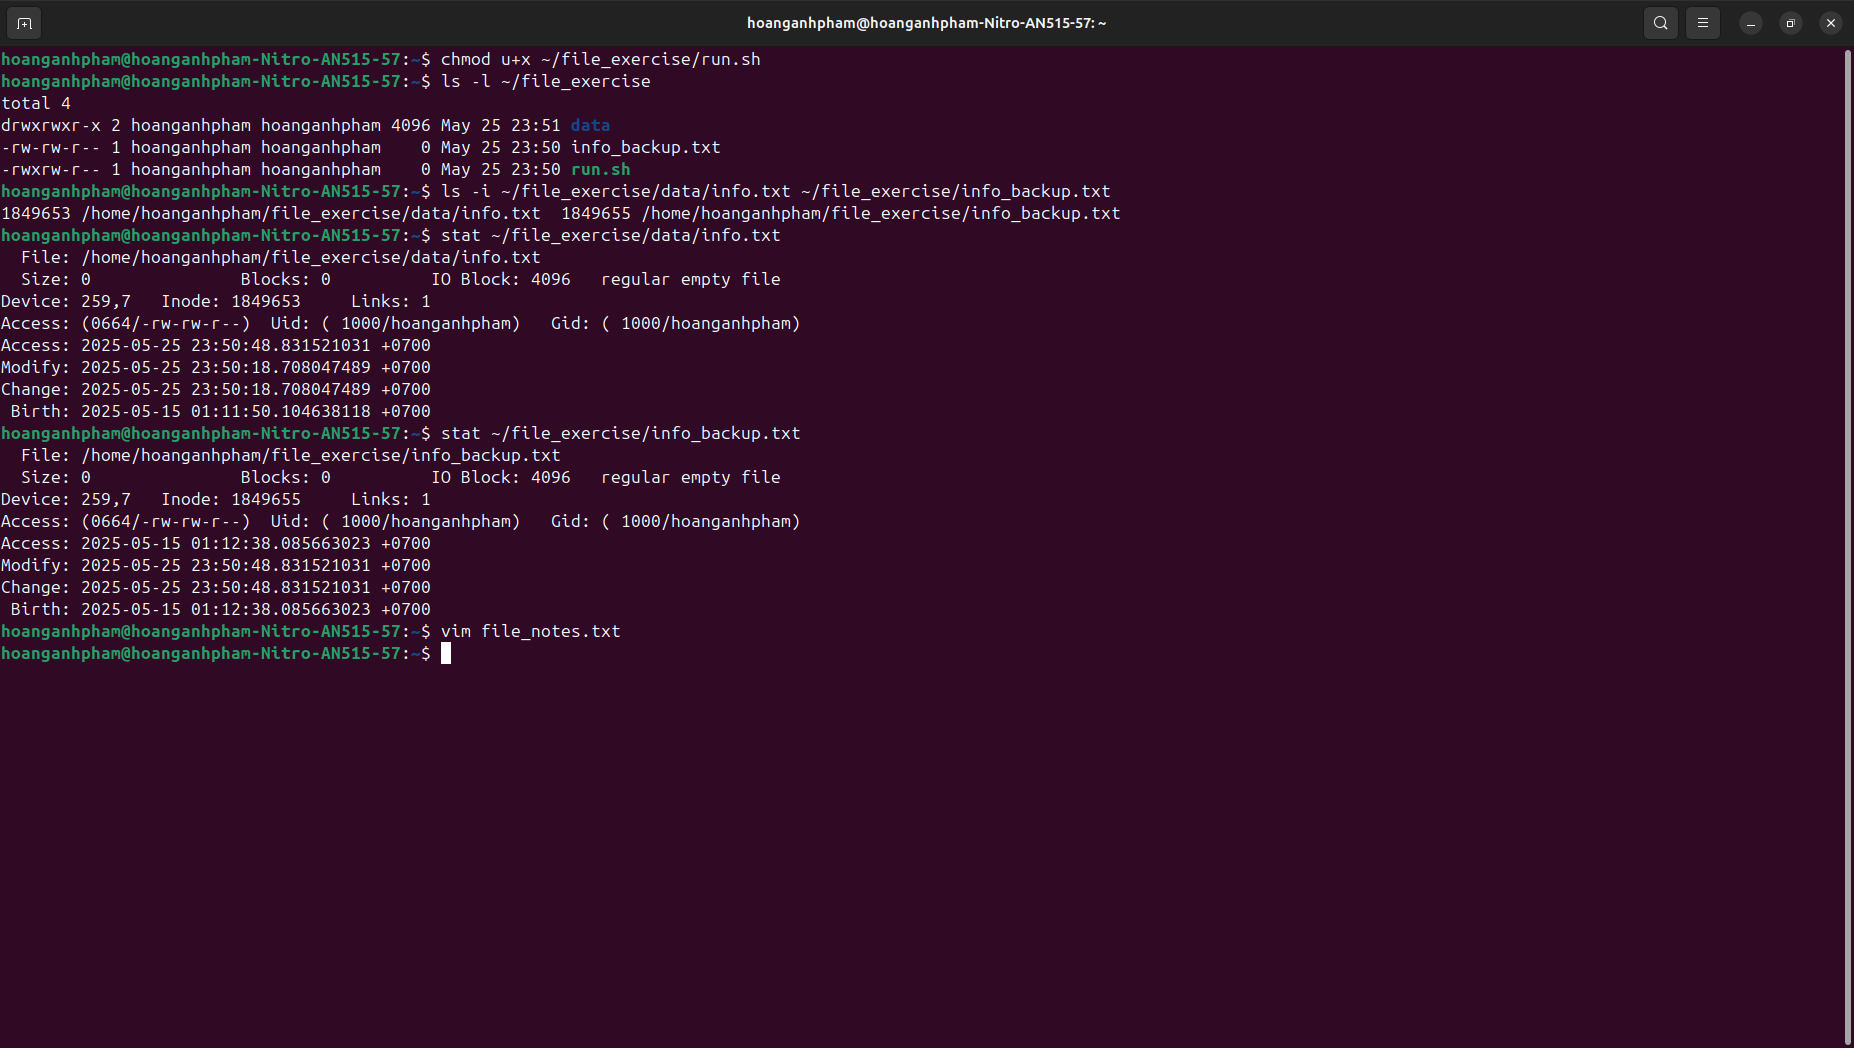 hoanganhpham@hoanganhpham-Nitro-AN515-57: ~
hoanganhpham@hoanganhpham-Nitro-AN515-57:~$ chmod u+x ~/file_exercise/run.sh
hoanganhpham@hoanganhpham-Nitro-AN515-57:~$ ls -l ~/file_exercise
total 4
drwxrwxr-x 2 hoanganhpham hoanganhpham 4096 May 25 23:51 data
-rw-rw-r-- 1 hoanganhpham hoanganhpham    0 May 25 23:50 info_backup.txt
-rwxrw-r-- 1 hoanganhpham hoanganhpham    0 May 25 23:50 run.sh
hoanganhpham@hoanganhpham-Nitro-AN515-57:~$ ls -i ~/file_exercise/data/info.txt ~/file_exercise/info_backup.txt
1849653 /home/hoanganhpham/file_exercise/data/info.txt  1849655 /home/hoanganhpham/file_exercise/info_backup.txt
hoanganhpham@hoanganhpham-Nitro-AN515-57:~$ stat ~/file_exercise/data/info.txt
  File: /home/hoanganhpham/file_exercise/data/info.txt
  Size: 0               Blocks: 0          IO Block: 4096   regular empty file
Device: 259,7   Inode: 1849653     Links: 1
Access: (0664/-rw-rw-r--)  Uid: ( 1000/hoanganhpham)   Gid: ( 1000/hoanganhpham)
Access: 2025-05-25 23:50:48.831521031 +0700
Modify: 2025-05-25 23:50:18.708047489 +0700
Change: 2025-05-25 23:50:18.708047489 +0700
 Birth: 2025-05-15 01:11:50.104638118 +0700
hoanganhpham@hoanganhpham-Nitro-AN515-57:~$ stat ~/file_exercise/info_backup.txt
  File: /home/hoanganhpham/file_exercise/info_backup.txt
  Size: 0               Blocks: 0          IO Block: 4096   regular empty file
Device: 259,7   Inode: 1849655     Links: 1
Access: (0664/-rw-rw-r--)  Uid: ( 1000/hoanganhpham)   Gid: ( 1000/hoanganhpham)
Access: 2025-05-15 01:12:38.085663023 +0700
Modify: 2025-05-25 23:50:48.831521031 +0700
Change: 2025-05-25 23:50:48.831521031 +0700
 Birth: 2025-05-15 01:12:38.085663023 +0700
hoanganhpham@hoanganhpham-Nitro-AN515-57:~$ vim file_notes.txt
hoanganhpham@hoanganhpham-Nitro-AN515-57:~$